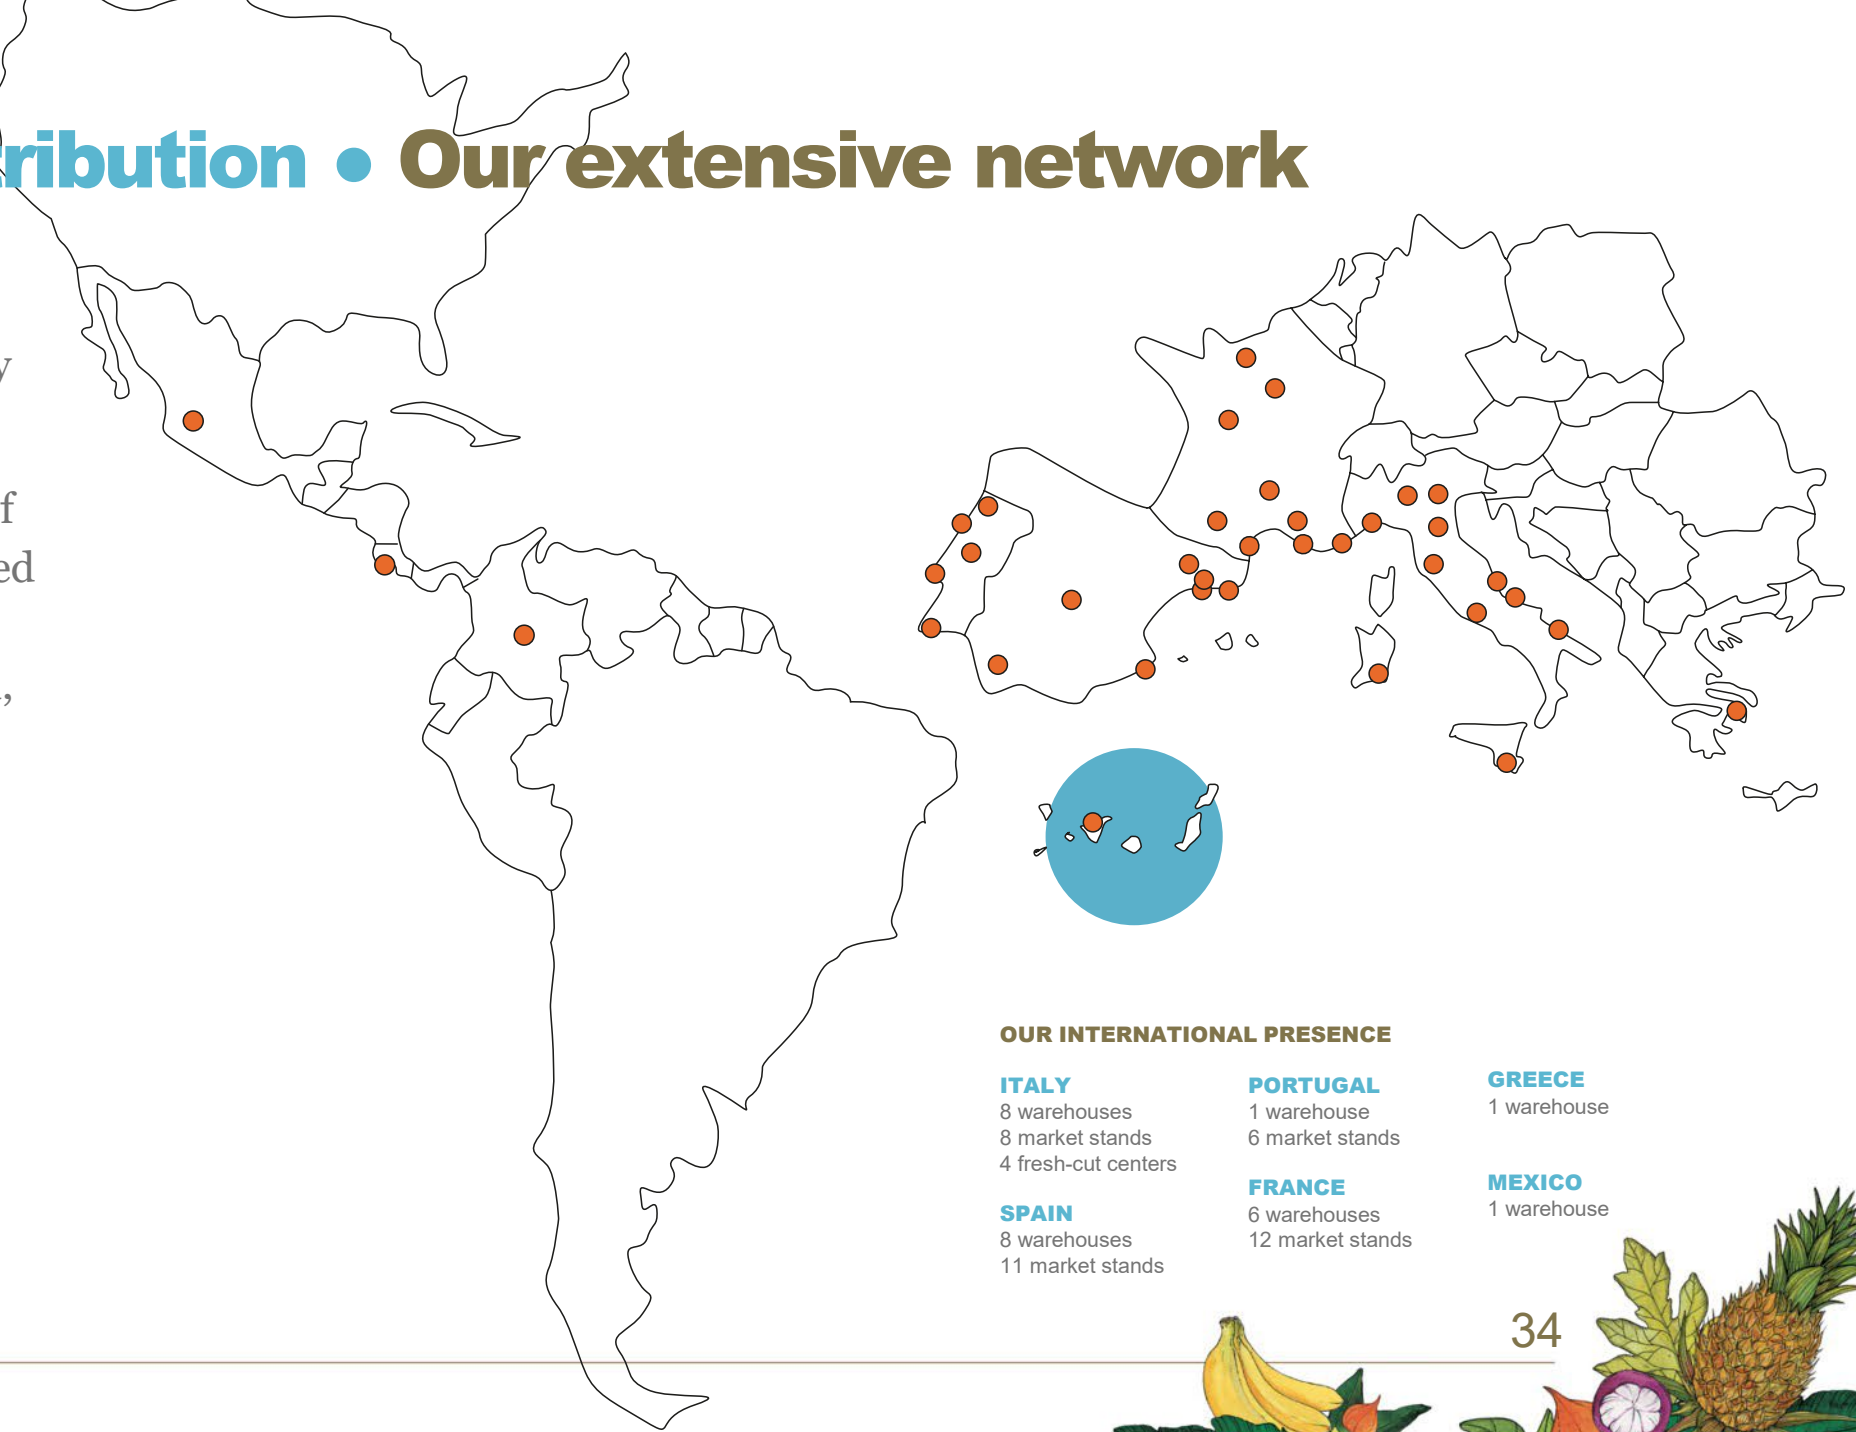 ribution • Our extensive network
y
f
ed
,
OUR INTERNATIONAL PRESENCE
ITALY
8 warehouses
8 market stands
4 fresh-cut centers
SPAIN
8 warehouses
11 market stands
PORTUGAL
1 warehouse
6 market stands
FRANCE
6 warehouses
12 market stands
GREECE
1 warehouse
MEXICO
1 warehouse
34